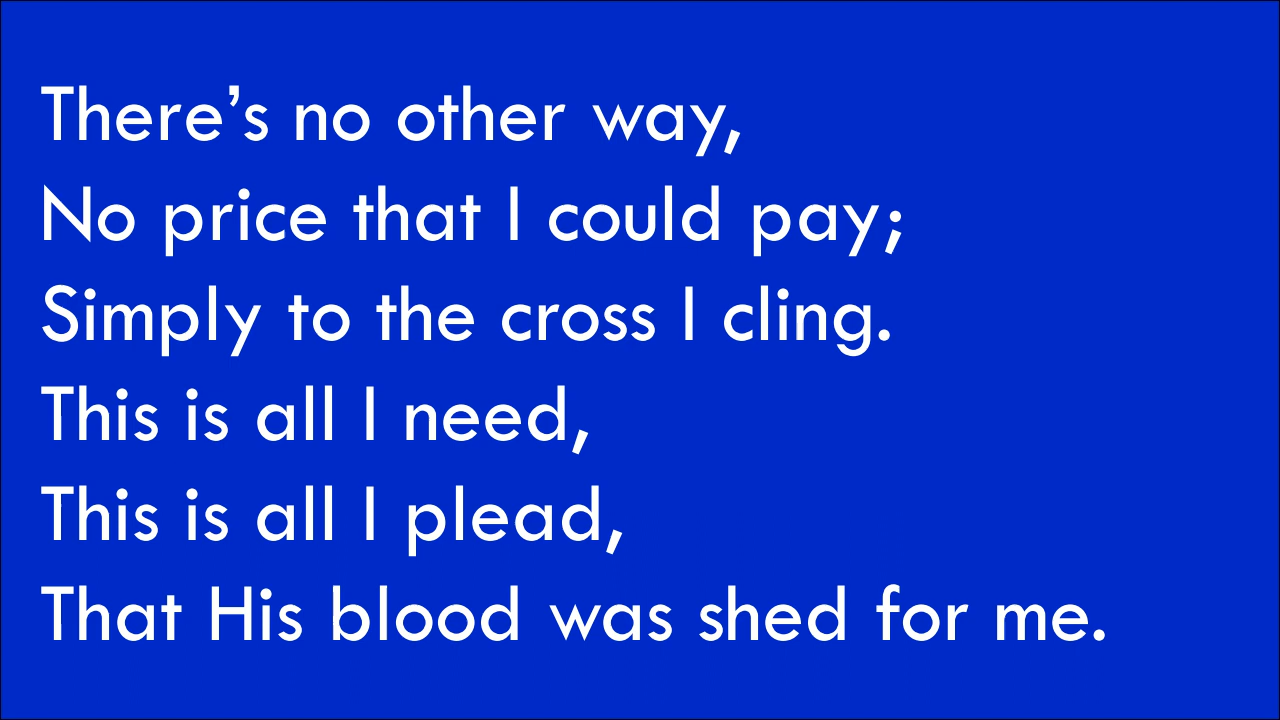 There’s no other way,
No price that I could pay;
Simply to the cross I cling.
This is all I need,
This is all I plead,
That His blood was shed for me.